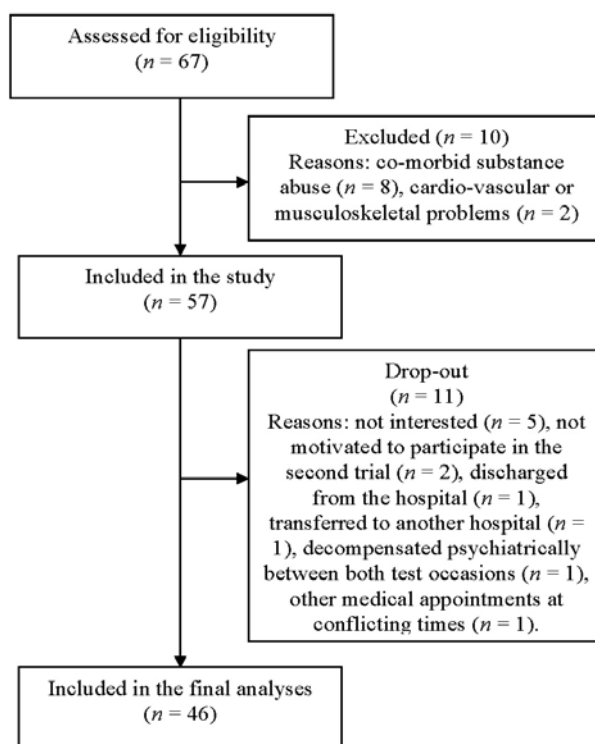 Assessed for eligibility
(n = 67)
Excluded (n = 10)
Reasons: co-morbid substance
abuse (n = 8), cardio-vascular or
musculoskeletal problems (n = 2)
Included in the study
(n = 57)
Drop-out
(n = 11)
Reasons: not interested (n = 5), not
motivated to participate in the
second trial (n = 2), discharged
from the hospital (n = 1),
transferred to another hospital (n =
1), decompensated psychiatrically
between both test occasions (n = 1),
other medical appointments at
conflicting times (n = 1).
Included in the final analyses
(n = 46)